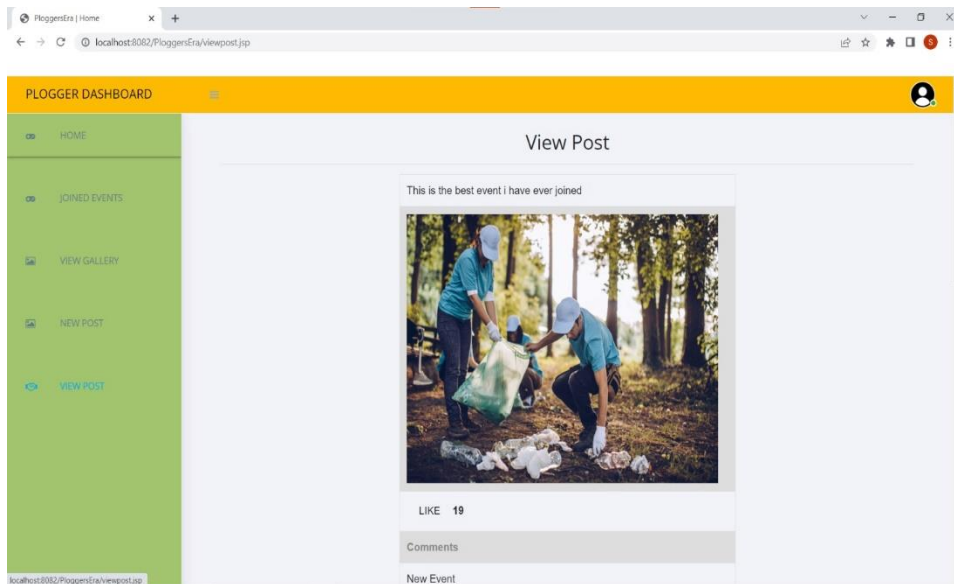 PloggersEra | Home
localhost:8082/PloggersEra/viewpost.jsp
S
PLOGGER DASHBOARD
HOME
JOINED EVENTS
VIEW GALLERY
NEW POST
VIEW POST
View Post
This is the best event i have ever joined
LIKE 19
Comments
New Event
localhost:8082/PloggersEra/viewpost.jsp